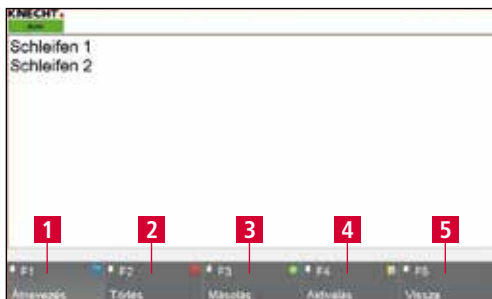 KNECHT.
Schleifen 1
Schleifen 2
1 2 3 4 5
F1 F2 F3 F4 F5
Átnevezés Törlés Másolás Aktiválás Vissza